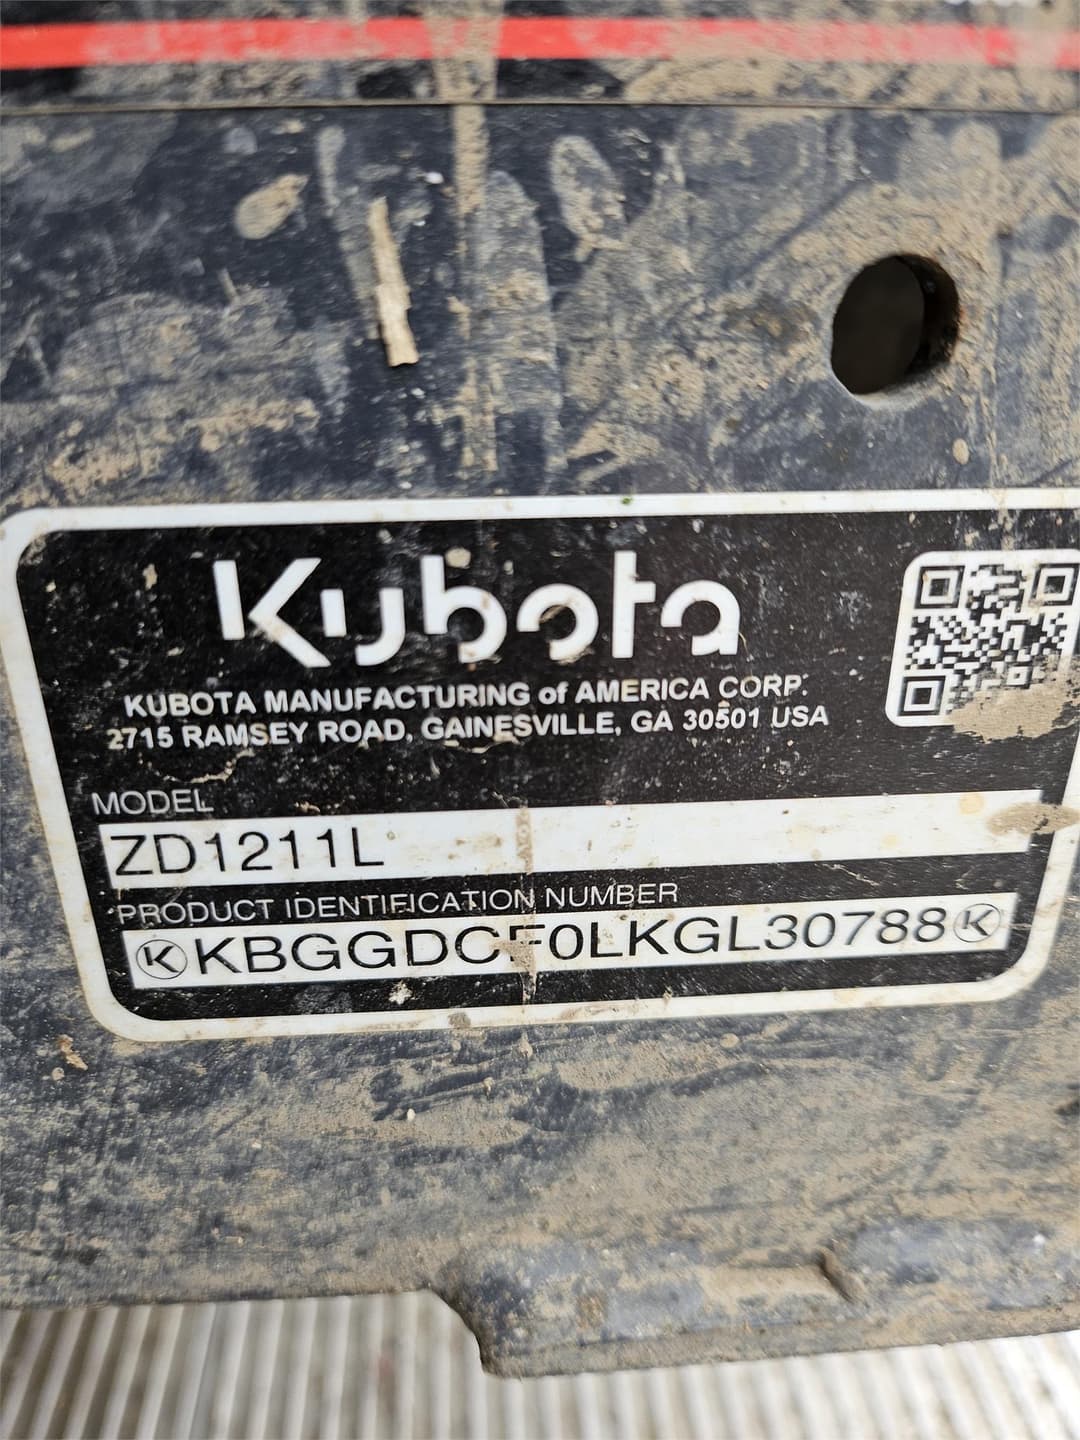 Kubota
KUBOTA MANUFACTURING of AMERICA CORP.
2715 RAMSEY ROAD, GAINESVILLE, GA 30501 USA
MODEL
ZD1211L
PRODUCT IDENTIFICATION NUMBER
KBGGDCF0LKGL30788